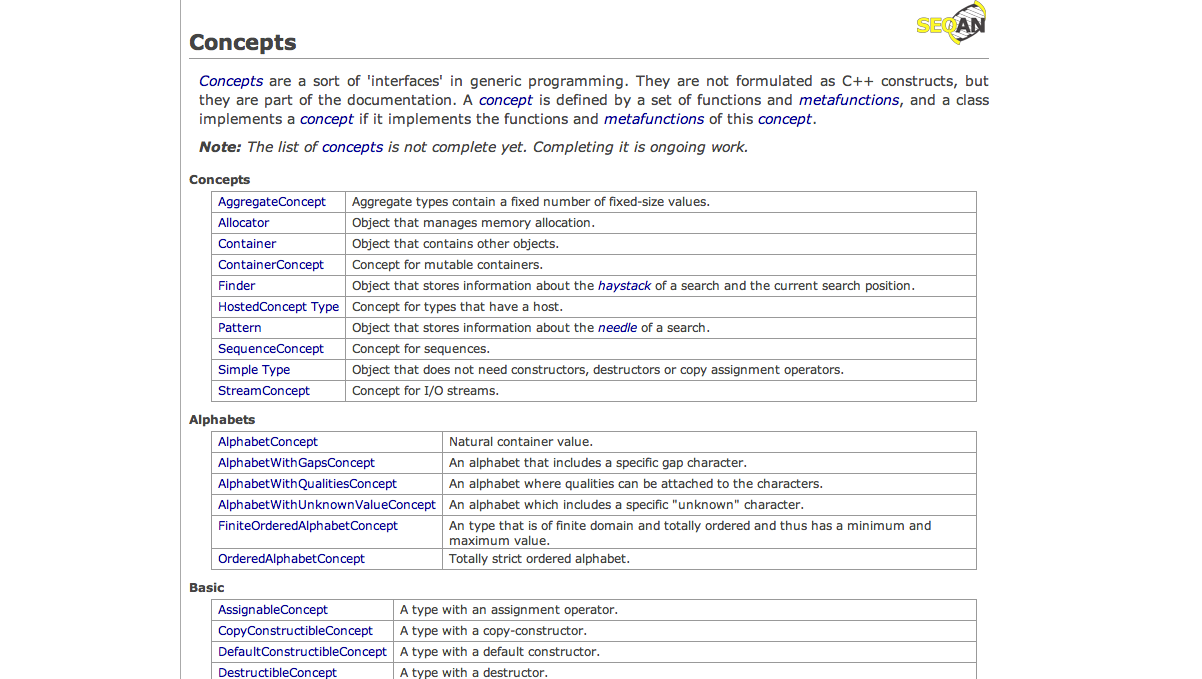 SEQAN
Concepts
Concepts are a sort of 'interfaces' in generic programming. They are not formulated as C++ constructs, but
they are part of the documentation. A concept is defined by a set of functions and metafunctions, and a class
implements a concept if it implements the functions and metafunctions of this concept.
Note: The list of concepts is not complete yet. Completing it is ongoing work.
Concepts
AggregateConcept Aggregate types contain a fixed number of fixed-size values.
Allocator Object that manages memory allocation.
Container Object that contains other objects.
ContainerConcept Concept for mutable containers.
Finder Object that stores information about the haystack of a search and the current search position.
HostedConcept Type Concept for types that have a host.
Pattern Object that stores information about the needle of a search.
SequenceConcept Concept for sequences.
Simple Type Object that does not need constructors, destructors or copy assignment operators.
StreamConcept Concept for I/O streams.
Alphabets
AlphabetConcept Natural container value.
AlphabetWithGapsConcept An alphabet that includes a specific gap character.
AlphabetWithQualitiesConcept An alphabet where qualities can be attached to the characters.
AlphabetWithUnknownValueConcept An alphabet which includes a specific "unknown" character.
FiniteOrderedAlphabetConcept An type that is of finite domain and totally ordered and thus has a minimum and
maximum value.
OrderedAlphabetConcept Totally strict ordered alphabet.
Basic
AssignableConcept A type with an assignment operator.
CopyConstructibleConcept A type with a copy-constructor.
DefaultConstructibleConcept A type with a default constructor.
DestructibleConcept A type with a destructor.